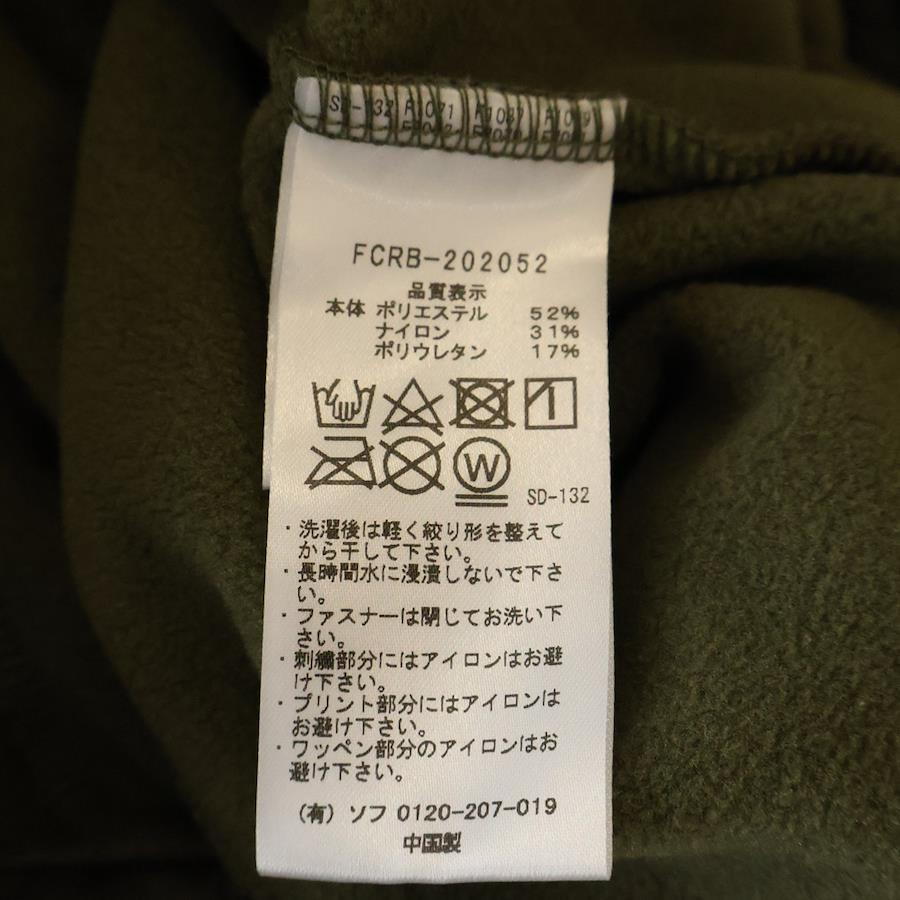 SD-132 F1071 F1037
FCRB-202052
品質表示
本体 ポリエステル 52%
ナイロン 31%
ポリウレタン 17%
W
SD-132
・洗濯後は軽く絞り形を整えて
から干して下さい。
・長時間水に浸漬しないで下さ
い。
・ファスナーは閉じてお洗い下
さい。
・刺繍部分にはアイロンはお避
け下さい。
・プリント部分にはアイロンは
お避け下さい。
・ワッペン部分のアイロンはお
避け下さい。
(有) ソフ 0120-207-019
中国製